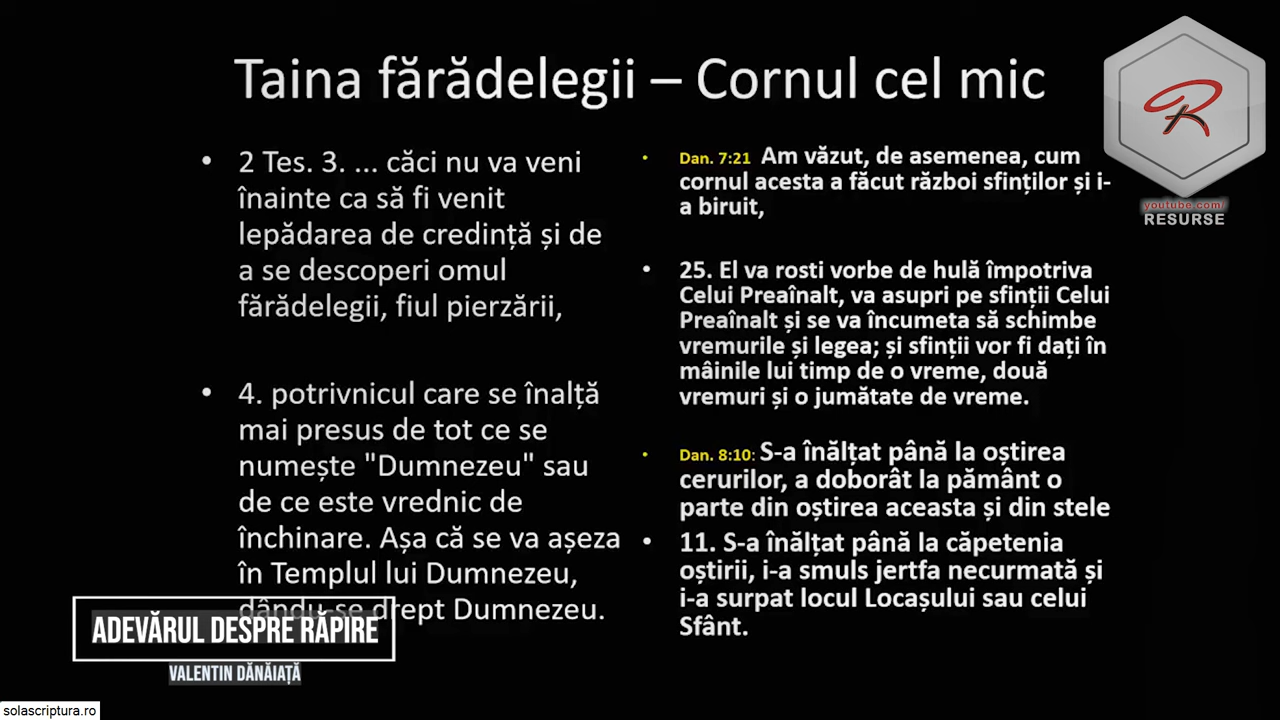 Taina fărădelegii – Cornul cel mic
• 2 Tes. 3. ... căci nu va veni
înainte ca să fi venit
lepădarea de credință și de
a se descoperi omul
fărădelegii, fiul pierzării,
• 4. potrivnicul care se înalță
mai presus de tot ce se
numește "Dumnezeu" sau
de ce este vrednic de
închinare. Așa că se va așeza
în Templul lui Dumnezeu,
dându-se drept Dumnezeu.
• Dan. 7:21 Am văzut, de asemenea, cum
cornul acesta a făcut război sfinților și i-
a biruit,
• 25. El va rosti vorbe de hulă împotriva
Celui Preaînalt, va asupri pe sfinții Celui
Preaînalt și se va încumeta să schimbe
vremurile și legea; și sfinții vor fi dați în
mâinile lui timp de o vreme, două
vremuri și o jumătate de vreme.
• Dan. 8:10: S-a înălțat până la oștirea
cerurilor, a doborât la pământ o
parte din oștirea aceasta și din stele
• 11. S-a înălțat până la căpetenia
oștirii, i-a smuls jertfa necurmată și
i-a surpat locul Locașului sau celui
Sfânt.
R
youtube.com/
RESURSE
ADEVĂRUL DESPRE RĂPIRE
VALENTIN DĂNĂIAȚĂ
solascriptura.ro